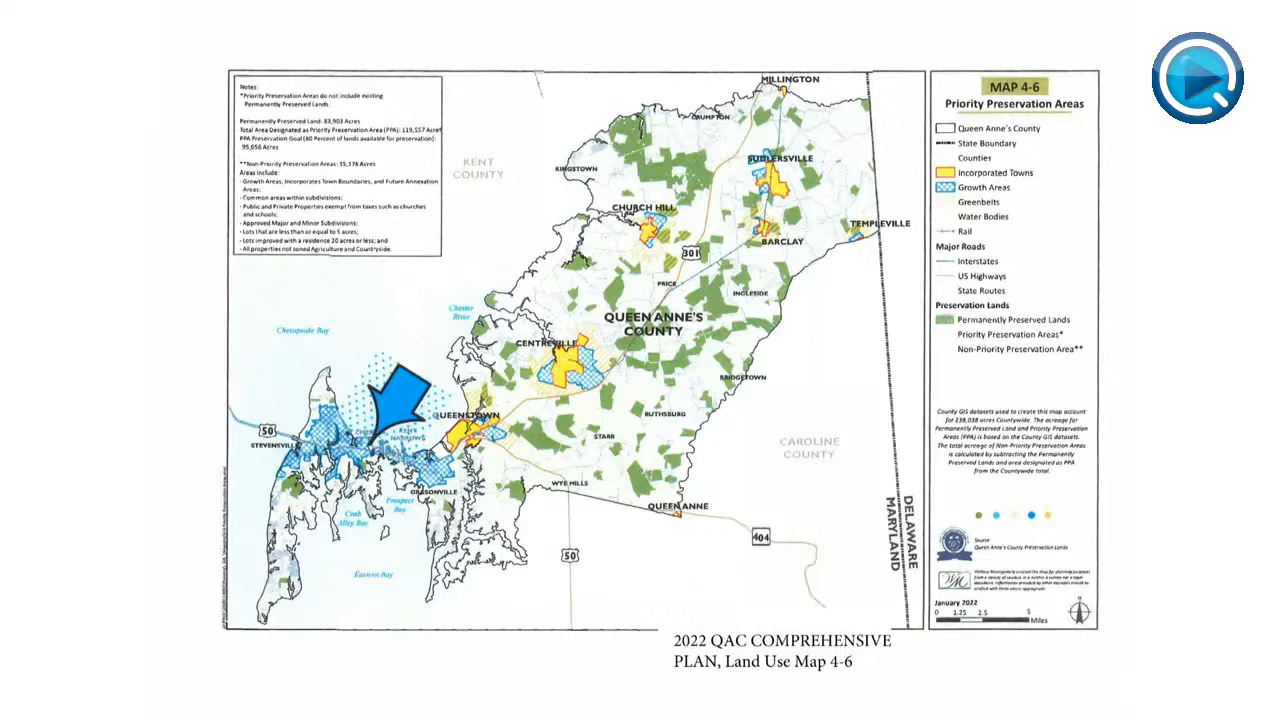 Notes:
*Priority Preservation Areas do not include existing
Permanently Preserved Lands.
Permanently Preserved Land: 83,903 Acres
Total Area Designated as Priority Preservation Area (PPA): 119,557 Acres
PPA Preservation Goal (80 Percent of lands available for preservation):
95,656 Acres
**Non-Priority Preservation Areas: 35,176 Acres
Areas Include:
- Growth Areas, Incorporates Town Boundaries, and Future Annexation
Areas;
- Common areas within subdivisions;
- Public and Private Properties exempt from taxes such as churches
and schools;
- Approved Major and Minor Subdivisions;
- Lots that are less than or equal to 5 acres;
- Lots improved with a residence 20 acres or less; and
- All properties not zoned Agriculture and Countryside.
MILLINGTON
CRUMPTON
KENT
COUNTY
KINGSTOWN
SUDLERSVILLE
CHURCH HILL
TEMPLEVILLE
BARCLAY
301
PRICE
INGLESIDE
Chester
River
QUEEN ANNE'S
COUNTY
Chesapeake Bay
CENTREVILLE
BRIDGETOWN
QUEENSTOWN
RUTHSBURG
50
STEVENSVILLE
KENT
NARROWS
STARR
CAROLINE
COUNTY
GRASONVILLE
WYE HILLS
Prospect
Bay
QUEEN ANNE
Crab
Alley Bay
404
50
Eastern Bay
DELAWARE
MARYLAND
MAP 4-6
Priority Preservation Areas
Queen Anne's County
State Boundary
Counties
Incorporated Towns
Growth Areas
Greenbelts
Water Bodies
Rail
Major Roads
Interstates
US Highways
State Routes
Preservation Lands
Permanently Preserved Lands
Priority Preservation Areas*
Non-Priority Preservation Area**
County GIS datasets used to create this map account
for 238,038 acres Countywide. The acreage for
Permanently Preserved Land and Priority Preservation
Areas (PPA) is based on the County GIS datasets.
The total acreage of Non-Priority Preservation Areas
is calculated by subtracting the Permanently
Preserved Lands and area designated as PPA
from the Countywide total.
Source
Queen Anne's County Preservation Lands
January 2022
N
0 1.25 2.5 5
Miles
2022 QAC COMPREHENSIVE
PLAN, Land Use Map 4-6